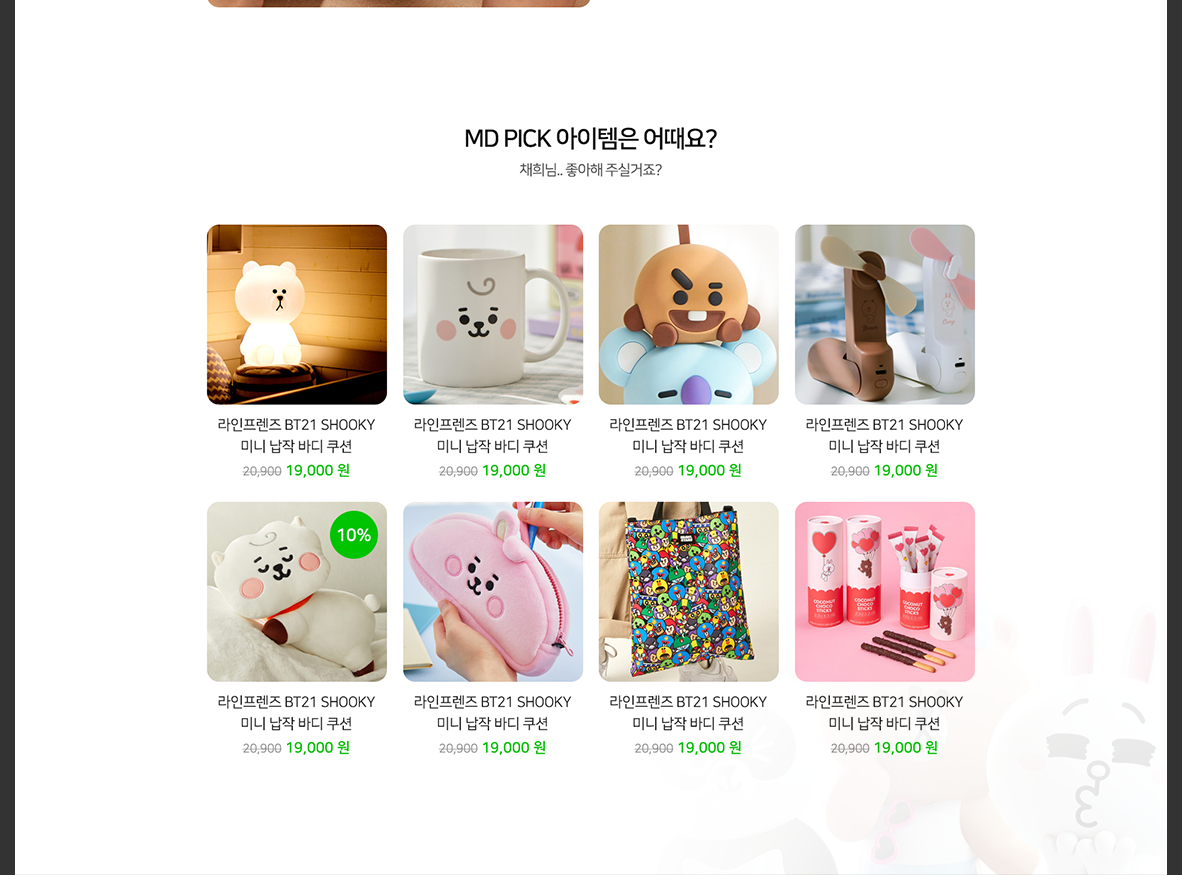 MD PICK 아이템은 어때요?
채희님.. 좋아해 주실거죠?
라인프렌즈 BT21 SHOOKY
미니 납작 바디 쿠션
20,900 19,000 원
라인프렌즈 BT21 SHOOKY
미니 납작 바디 쿠션
20,900 19,000 원
라인프렌즈 BT21 SHOOKY
미니 납작 바디 쿠션
20,900 19,000 원
라인프렌즈 BT21 SHOOKY
미니 납작 바디 쿠션
20,900 19,000 원
10%
COCONUT
CHOCO
STICKS
COCONUT
CHOCO
STICKS
COCONUT
CHOCO
STICKS
라인프렌즈 BT21 SHOOKY
미니 납작 바디 쿠션
20,900 19,000 원
라인프렌즈 BT21 SHOOKY
미니 납작 바디 쿠션
20,900 19,000 원
라인프렌즈 BT21 SHOOKY
미니 납작 바디 쿠션
20,900 19,000 원
라인프렌즈 BT21 SHOOKY
미니 납작 바디 쿠션
20,900 19,000 원